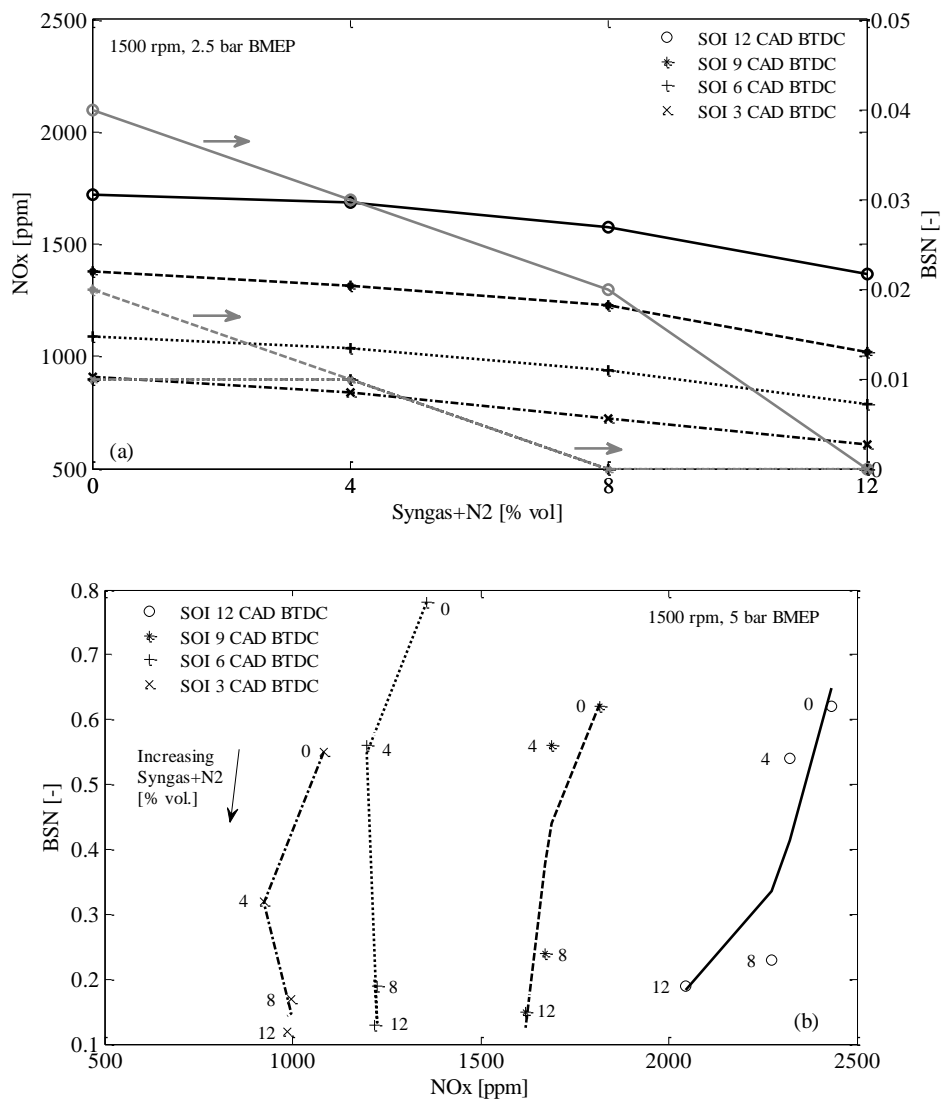 2500
2000
1500
1000
500
NOx [ppm]
1500 rpm, 2.5 bar BMEP
SOI 12 CAD BTDC
SOI 9 CAD BTDC
SOI 6 CAD BTDC
SOI 3 CAD BTDC
0.05
0.04
0.03
0.02
0.01
0
BSN [-]
(a)
0 4 8 12
Syngas+N2 [% vol]
0.8
0.7
0.6
0.5
0.4
0.3
0.2
0.1
BSN [-]
SOI 12 CAD BTDC
SOI 9 CAD BTDC
SOI 6 CAD BTDC
SOI 3 CAD BTDC
1500 rpm, 5 bar BMEP
Increasing
Syngas+N2
[% vol.]
0
4
8
12
0
4
8
12
0
4
8
12
0
4
8
12
(b)
500 1000 1500 2000 2500
NOx [ppm]